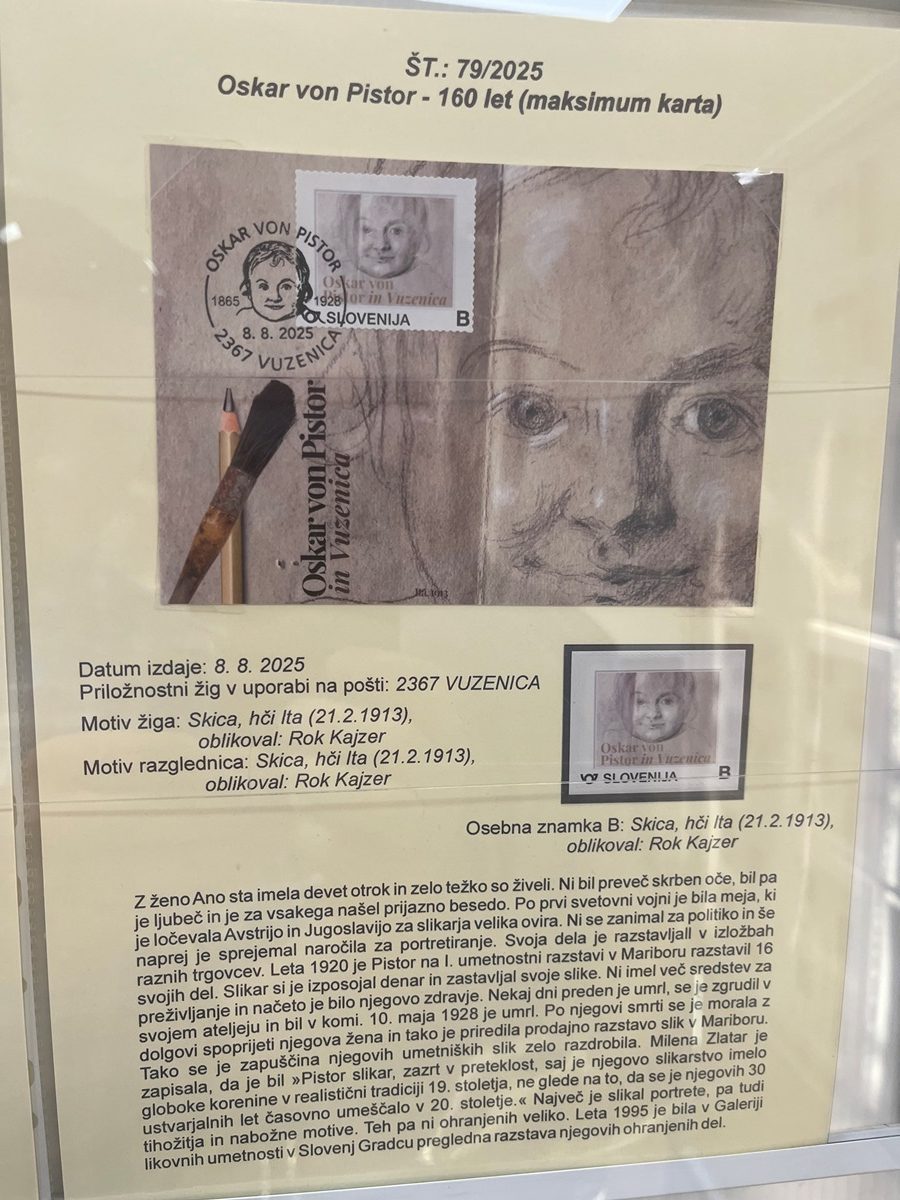 ŠT.: 79/2025
Oskar von Pistor - 160 let (maksimum karta)
OSKAR VON PISTOR
1865 1928
8. 8. 2025
2367 VUZENICA
Oskar von
Pistor in Vuzenica
SLOVENIJA B
Oskar von Pistor
in Vuzenica
1913
Datum izdaje: 8. 8. 2025
Priložnostni žig v uporabi na pošti: 2367 VUZENICA
Motiv žiga: Skica, hči Ita (21.2.1913),
oblikoval: Rok Kajzer
Motiv razglednica: Skica, hči Ita (21.2.1913),
oblikoval: Rok Kajzer
Oskar von
Pistor in Vuzenica
SLOVENIJA B
Osebna znamka B: Skica, hči Ita (21.2.1913),
oblikoval: Rok Kajzer
Z ženo Ano sta imela devet otrok in zelo težko so živeli. Ni bil preveč skrben oče, bil pa
je ljubeč in je za vsakega našel prijazno besedo. Po prvi svetovni vojni je bila meja, ki
je ločevala Avstrijo in Jugoslavijo za slikarja velika ovira. Ni se zanimal za politiko in še
naprej je sprejemal naročila za portretiranje. Svoja dela je razstavljall v izložbah
raznih trgovcev. Leta 1920 je Pistor na I. umetnostni razstavi v Mariboru razstavil 16
svojih del. Slikar si je izposojal denar in zastavljal svoje slike. Ni imel več sredstev za
preživljanje in načeto je bilo njegovo zdravje. Nekaj dni preden je umrl, se je zgrudil v
svojem ateljeju in bil v komi. 10. maja 1928 je umrl. Po njegovi smrti se je morala z
dolgovi spoprijeti njegova žena in tako je priredila prodajno razstavo slik v Mariboru.
Tako se je zapuščina njegovih umetniških slik zelo razdrobila. Milena Zlatar je
zapisala, da je bil »Pistor slikar, zazrt v preteklost, saj je njegovo slikarstvo imelo
globoke korenine v realistični tradiciji 19. stoletja, ne glede na to, da se je njegovih 30
ustvarjalnih let časovno umeščalo v 20. stoletje.« Največ je slikal portrete, pa tudi
tihožitja in nabožne motive. Teh pa ni ohranjenih veliko. Leta 1995 je bila v Galeriji
likovnih umetnosti v Slovenj Gradcu pregledna razstava njegovih ohranjenih del.